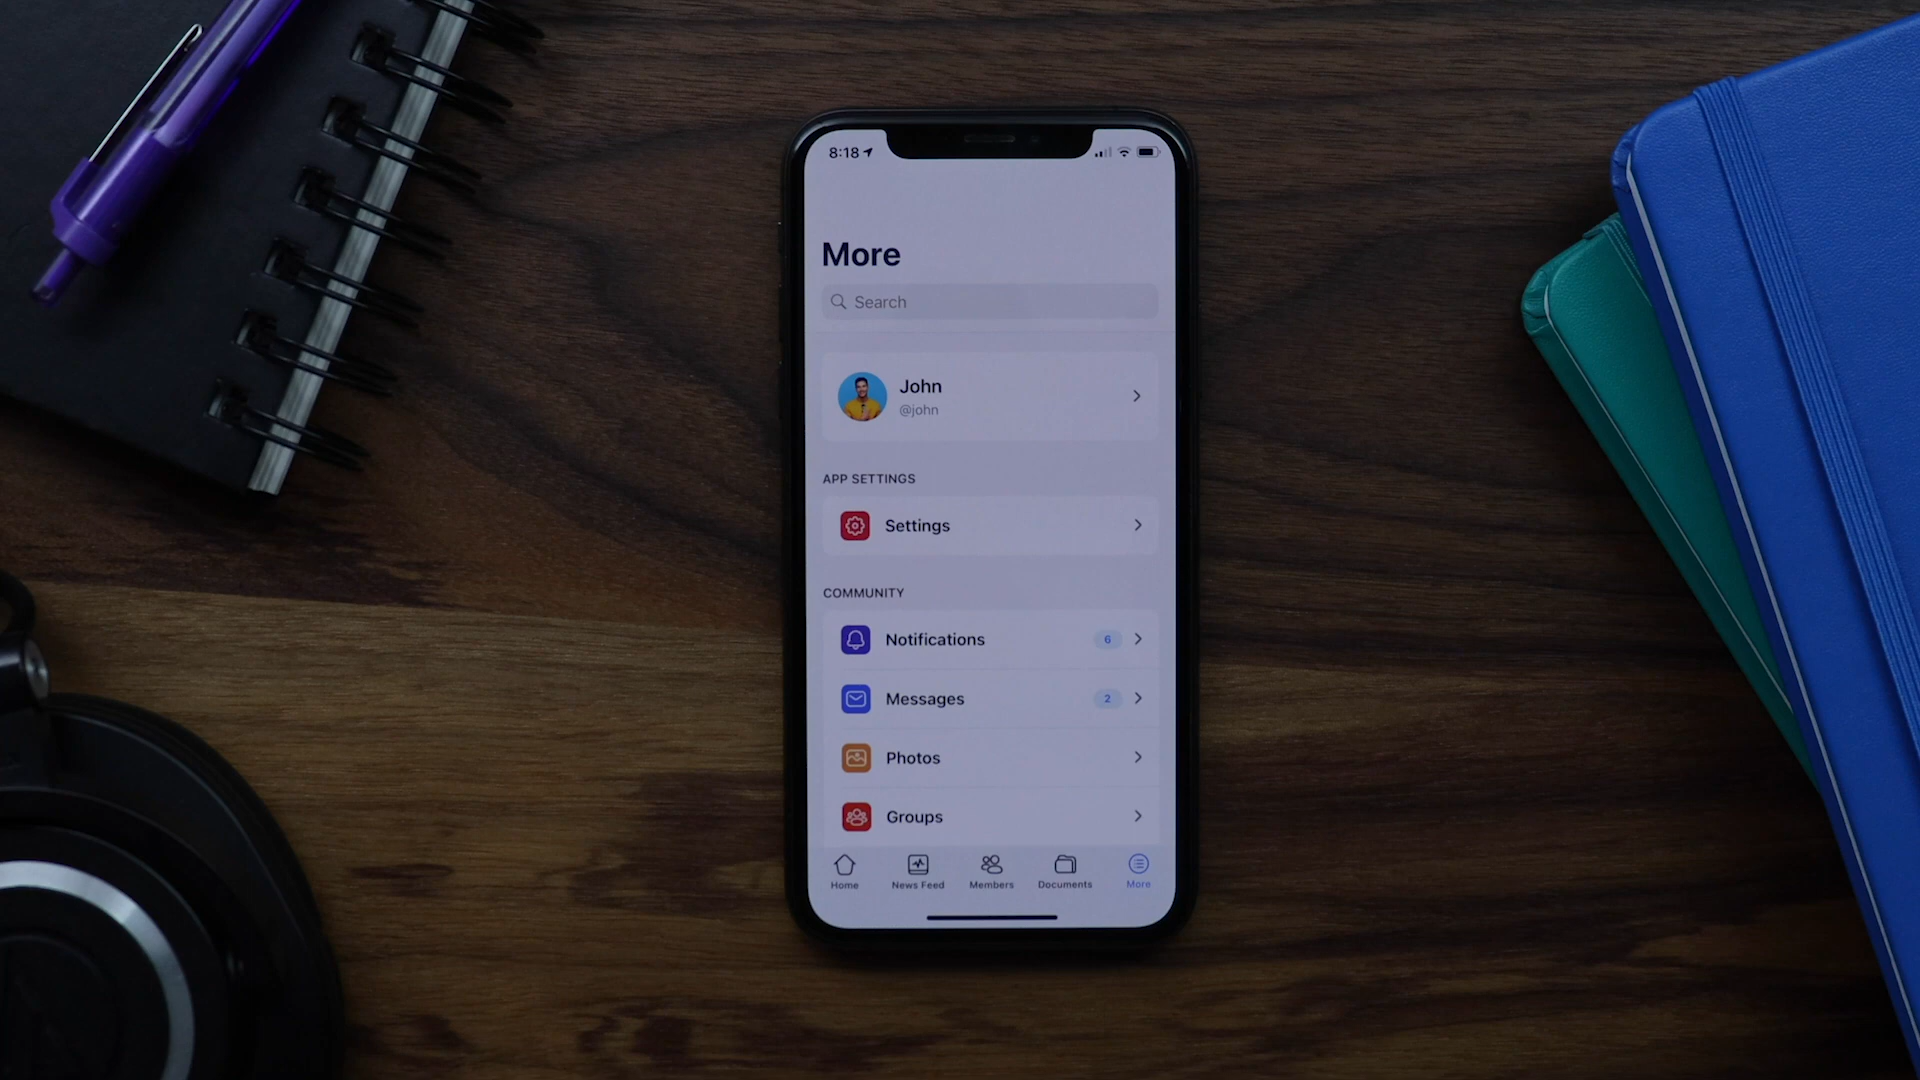 8:18
More
Search
John
@john
APP SETTINGS
Settings
COMMUNITY
Notifications 6
Messages 2
Photos
Groups
Home News Feed Members Documents More